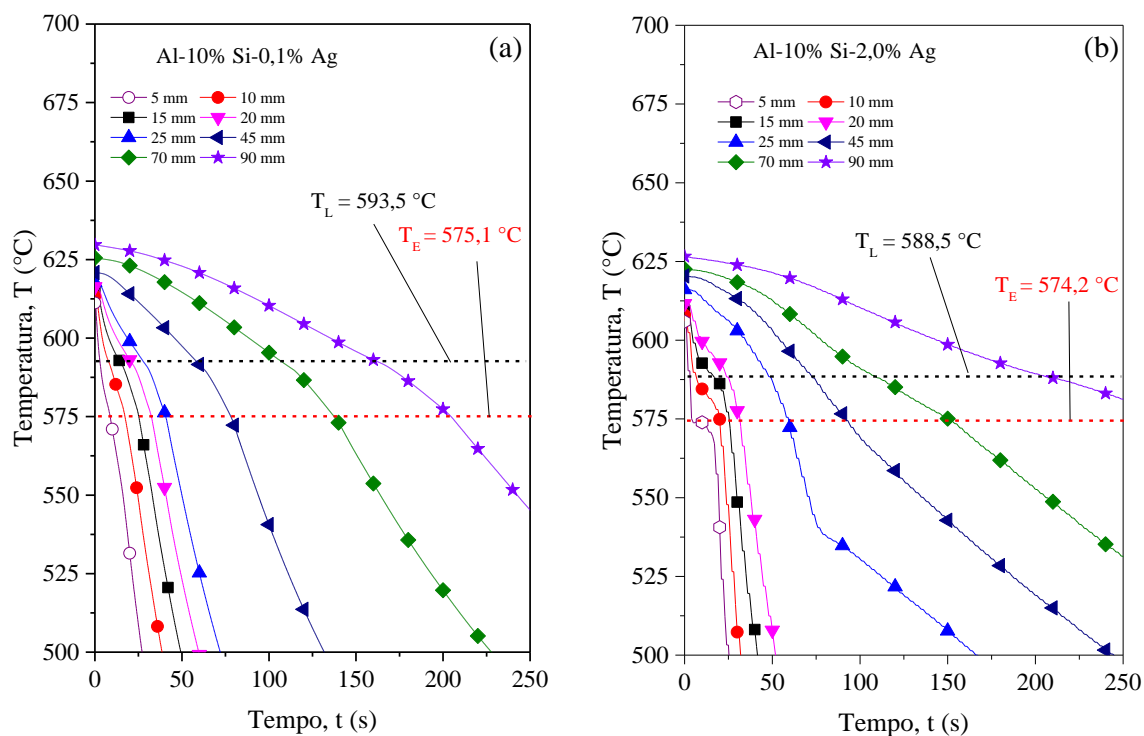 (a)
Al-10% Si-0,1% Ag
5 mm 10 mm
15 mm 20 mm
25 mm 45 mm
70 mm 90 mm
T_L = 593,5 °C
T_E = 575,1 °C
Temperatura, T (°C)
700
675
650
625
600
575
550
525
500
0 50 100 150 200 250
Tempo, t (s)
(b)
Al-10% Si-2,0% Ag
5 mm 10 mm
15 mm 20 mm
25 mm 45 mm
70 mm 90 mm
T_L = 588,5 °C
T_E = 574,2 °C
Temperatura, T (°C)
700
675
650
625
600
575
550
525
500
0 50 100 150 200 250
Tempo, t (s)